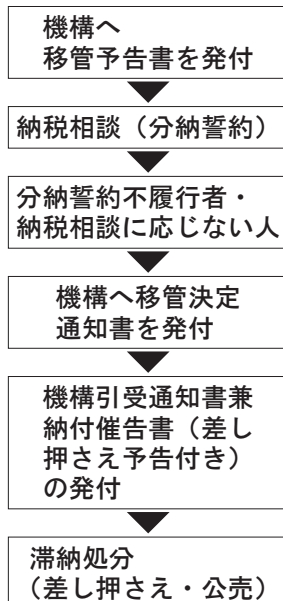 機構へ
移管予告書を発付
納税相談（分納誓約）
分納誓約不履行者・
納税相談に応じない人
機構へ移管決定
通知書を発付
機構引受通知書兼
納付催告書（差し
押さえ予告付き）
の発付
滞納処分
（差し押さえ・公売）